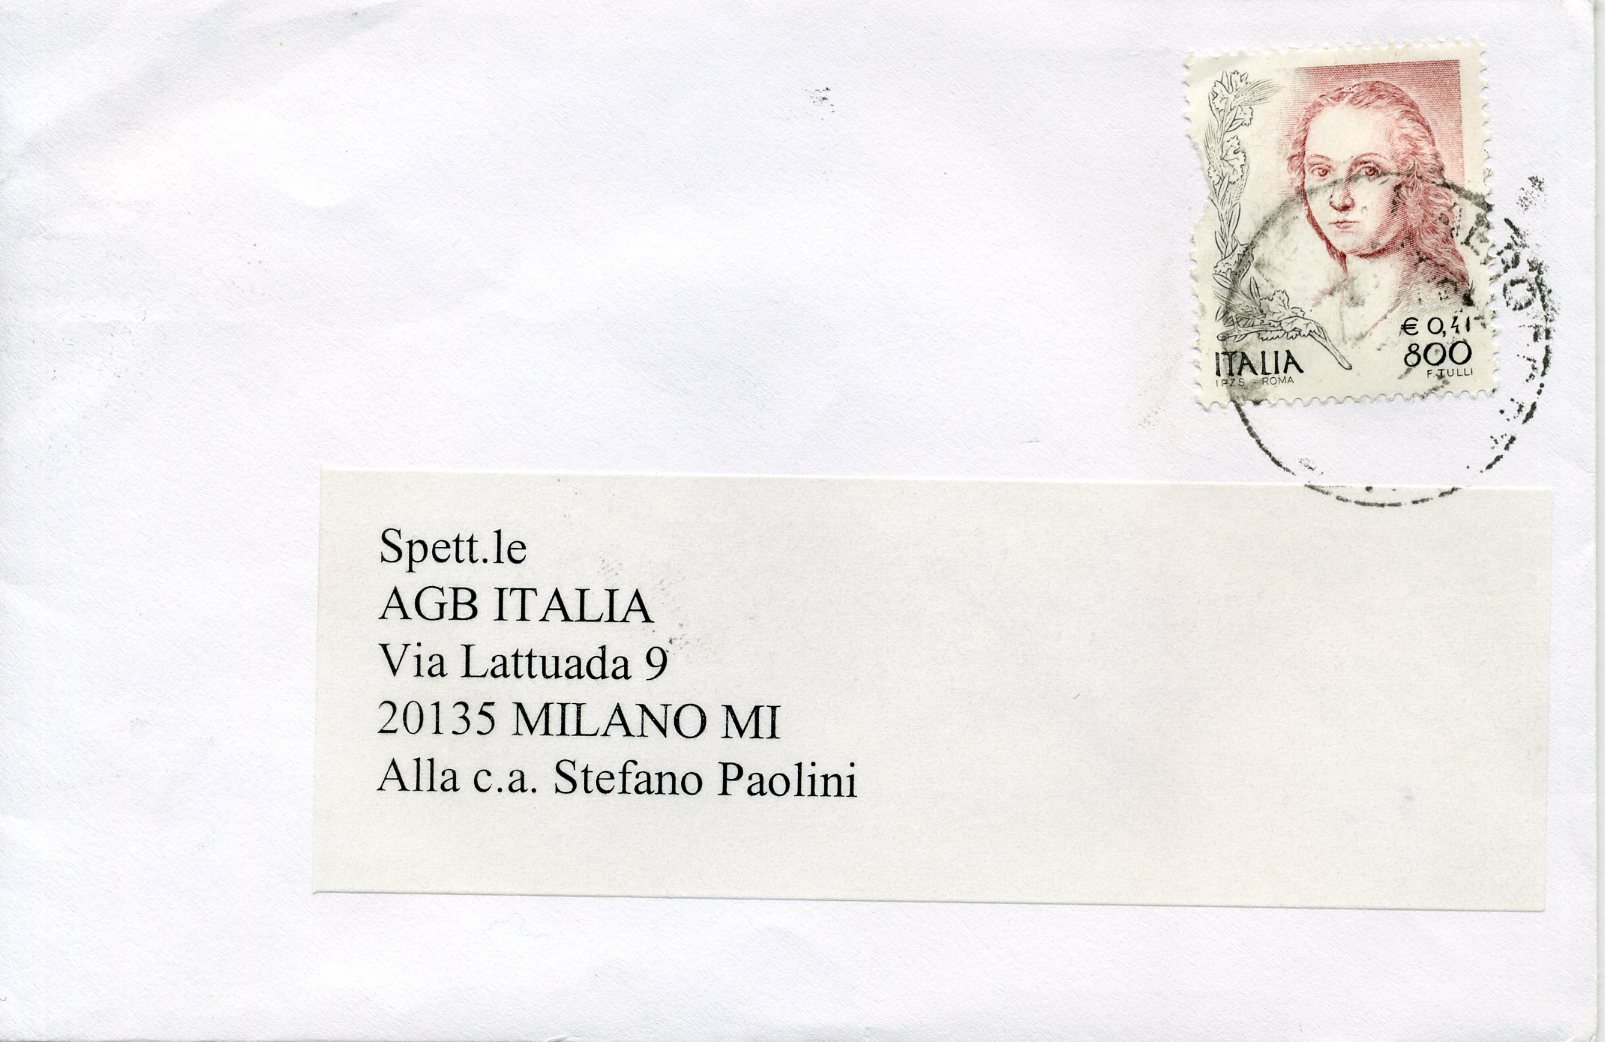 € 0,41
800
F. TULLI
ITALIA
I.P.Z.S. - ROMA
Spett.le
AGB ITALIA
Via Lattuada 9
20135 MILANO MI
Alla c.a. Stefano Paolini